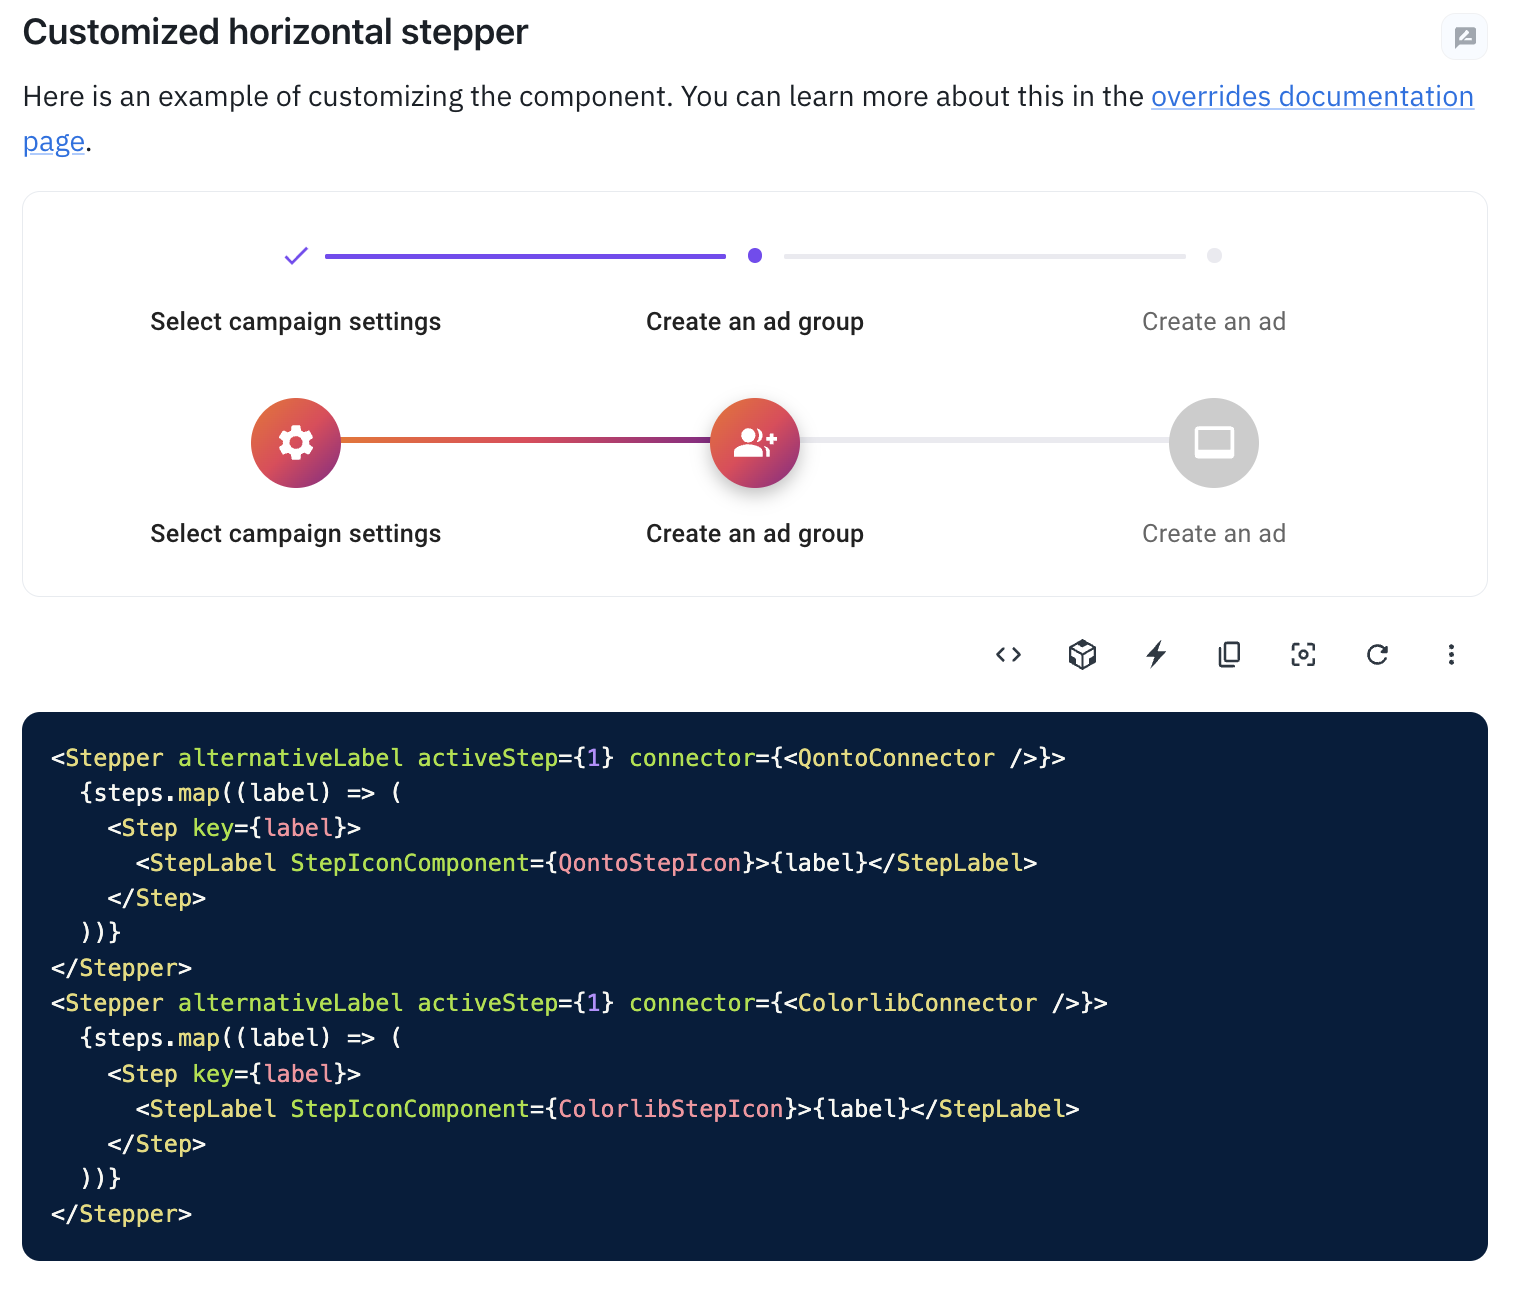 Customized horizontal stepper
Here is an example of customizing the component. You can learn more about this in the overrides documentation
page.
Select campaign settings
Create an ad group
Create an ad
Select campaign settings
Create an ad group
Create an ad
<Stepper alternativeLabel activeStep={1} connector={<QontoConnector />}>
  {steps.map((label) => (
    <Step key={label}>
      <StepLabel StepIconComponent={QontoStepIcon}>{label}</StepLabel>
    </Step>
  ))}
</Stepper>
<Stepper alternativeLabel activeStep={1} connector={<ColorlibConnector />}>
  {steps.map((label) => (
    <Step key={label}>
      <StepLabel StepIconComponent={ColorlibStepIcon}>{label}</StepLabel>
    </Step>
  ))}
</Stepper>